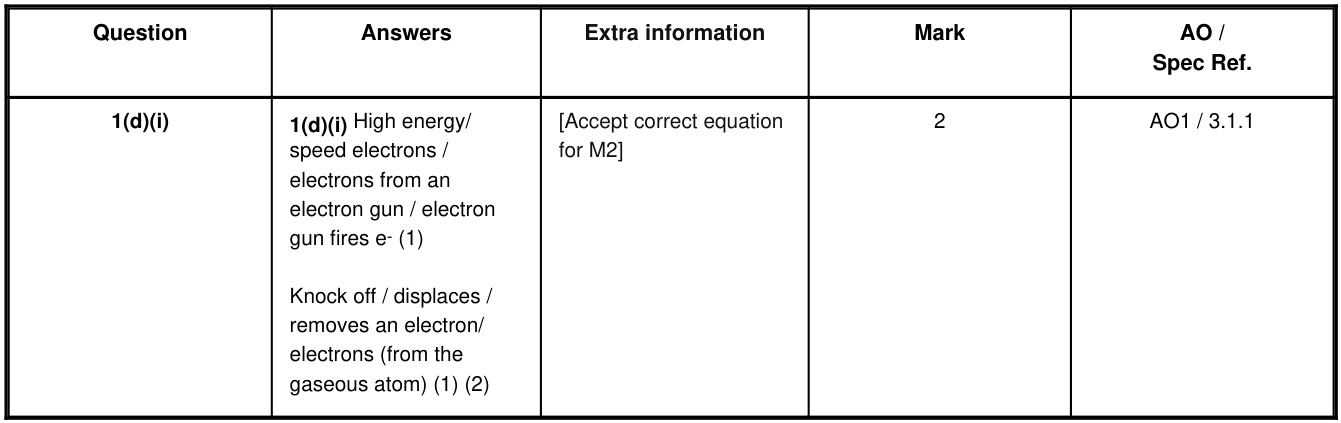 Question Answers Extra information Mark AO /
Spec Ref.
1(d)(i) 1(d)(i) High energy/ [Accept correct equation 2 AO1 / 3.1.1
speed electrons / for M2]
electrons from an
electron gun / electron
gun fires e- (1)
Knock off / displaces /
removes an electron/
electrons (from the
gaseous atom) (1) (2)